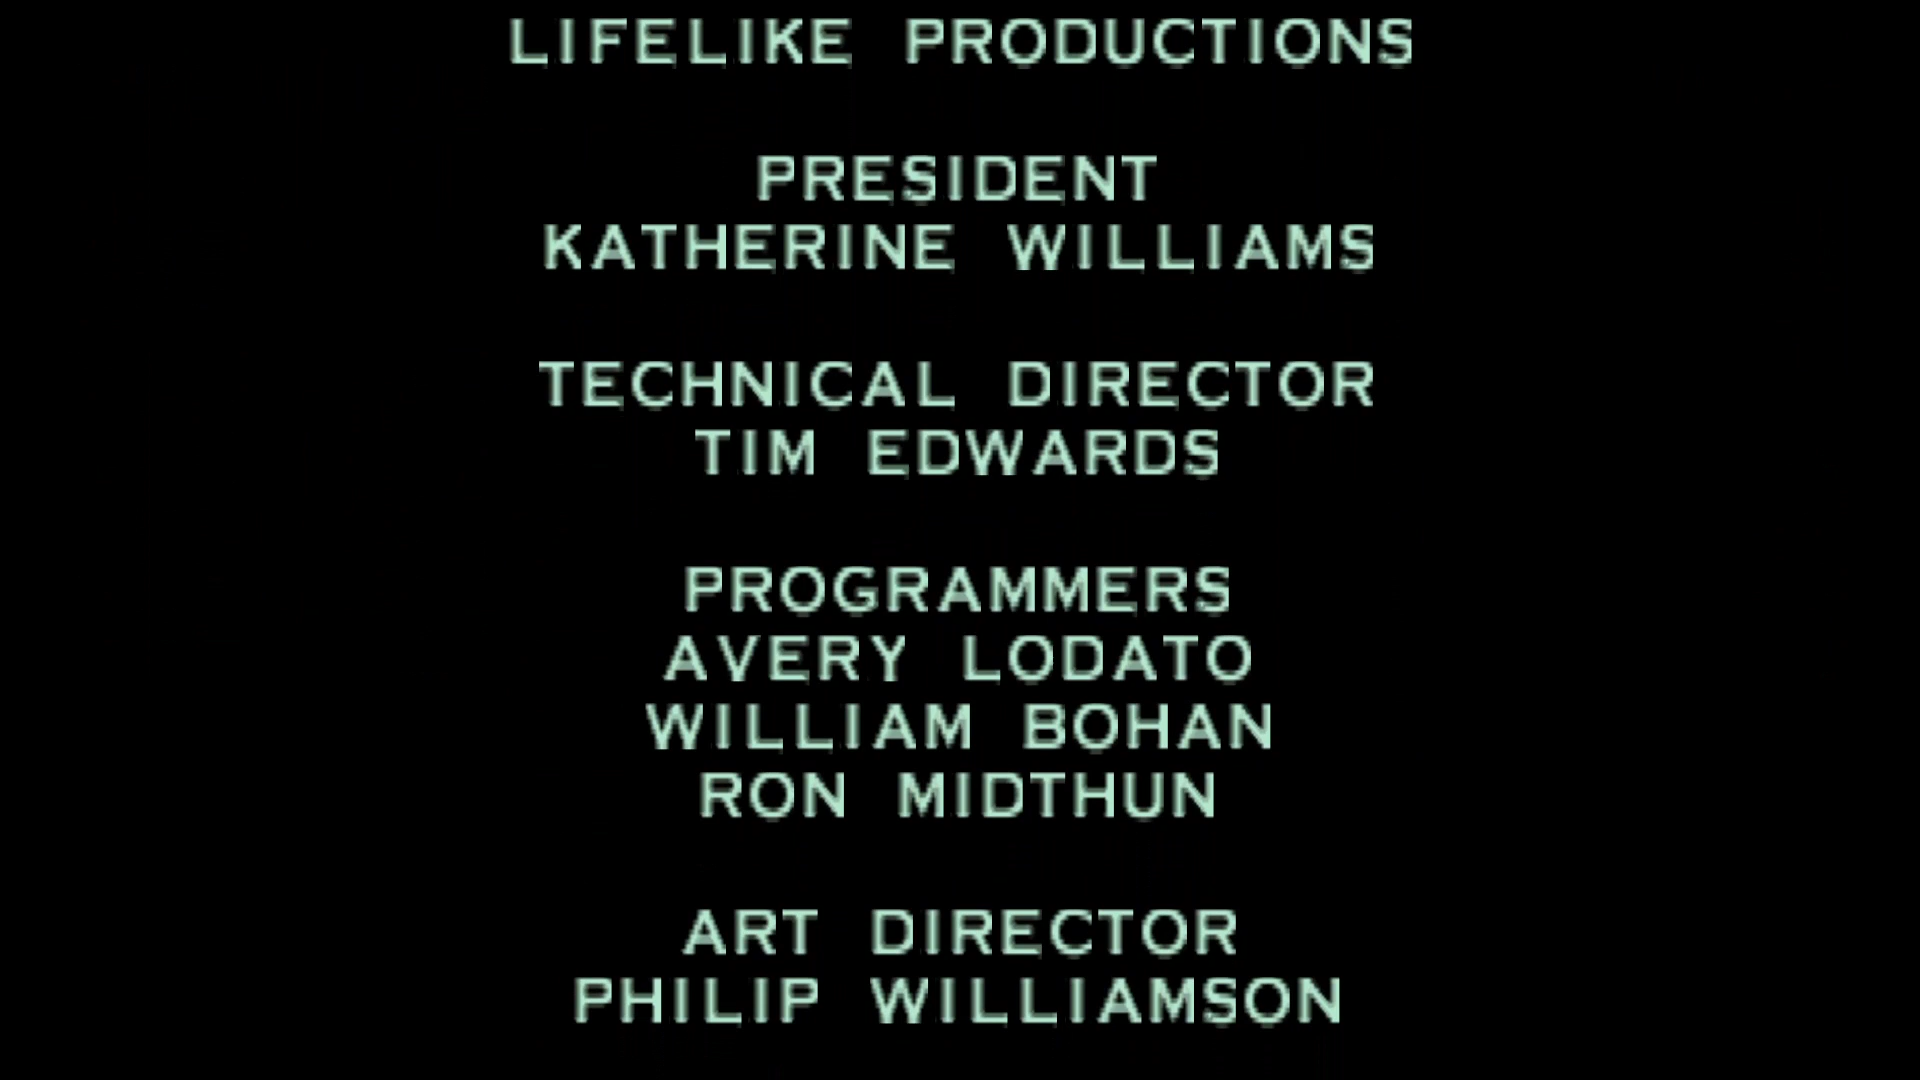 LIFELIKE PRODUCTIONS
PRESIDENT
KATHERINE WILLIAMS
TECHNICAL DIRECTOR
TIM EDWARDS
PROGRAMMERS
AVERY LODATO
WILLIAM BOHAN
RON MIDTHUN
ART DIRECTOR
PHILIP WILLIAMSON